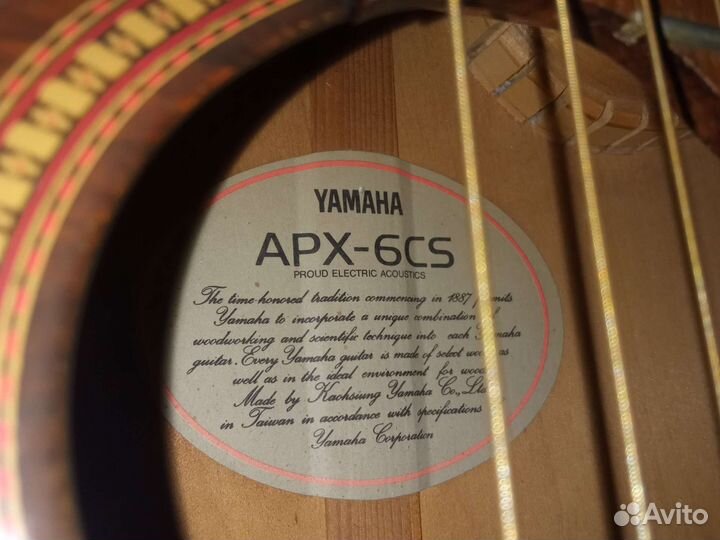 YAMAHA
APX-6CS
PROUD ELECTRIC ACOUSTICS
The time-honored tradition commencing in 1887
Yamaha to incorporate a unique combination
woodworking and scientific technique into each Yamaha
guitar. Every Yamaha guitar is made of select as
well as in the ideal environment for
Made by Kaohsiung Yamaha Co., Ltd.
in Taiwan in accordance with specifications
Yamaha Corporation
Avito